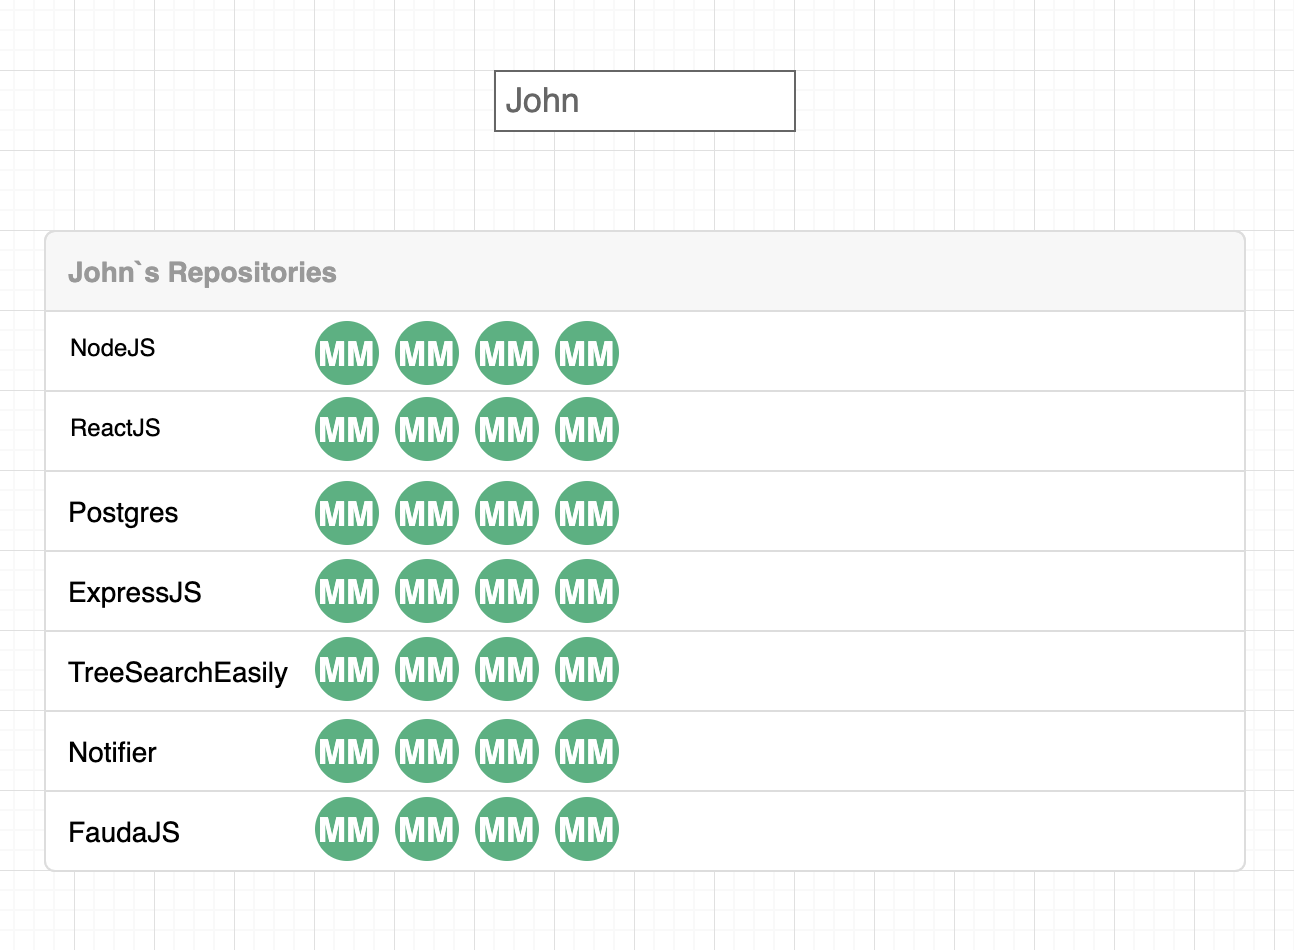 John
John`s Repositories
NodeJS MM MM MM MM
ReactJS MM MM MM MM
Postgres MM MM MM MM
ExpressJS MM MM MM MM
TreeSearchEasily MM MM MM MM
Notifier MM MM MM MM
FaudaJS MM MM MM MM